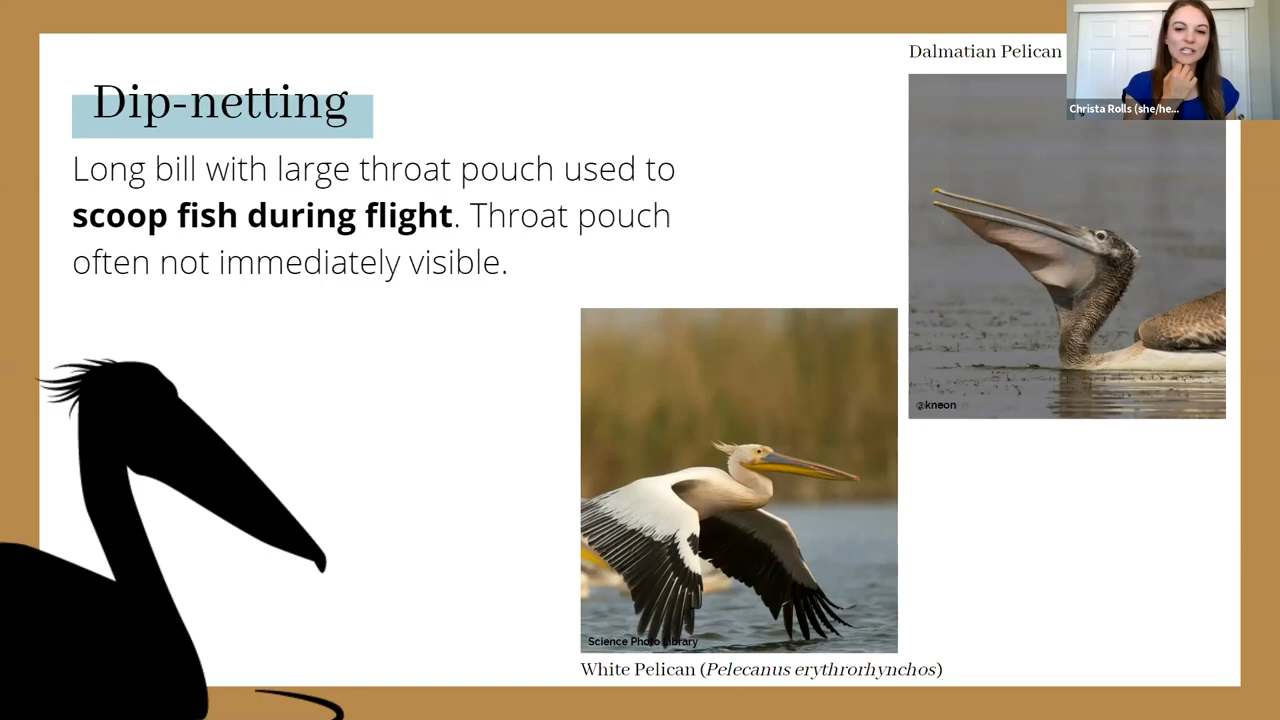 Dip-netting
Long bill with large throat pouch used to
scoop fish during flight. Throat pouch
often not immediately visible.
Dalmatian Pelican
Christa Rolls (she/he...
@kneon
Science Photo Library
White Pelican (Pelecanus erythrorhynchos)